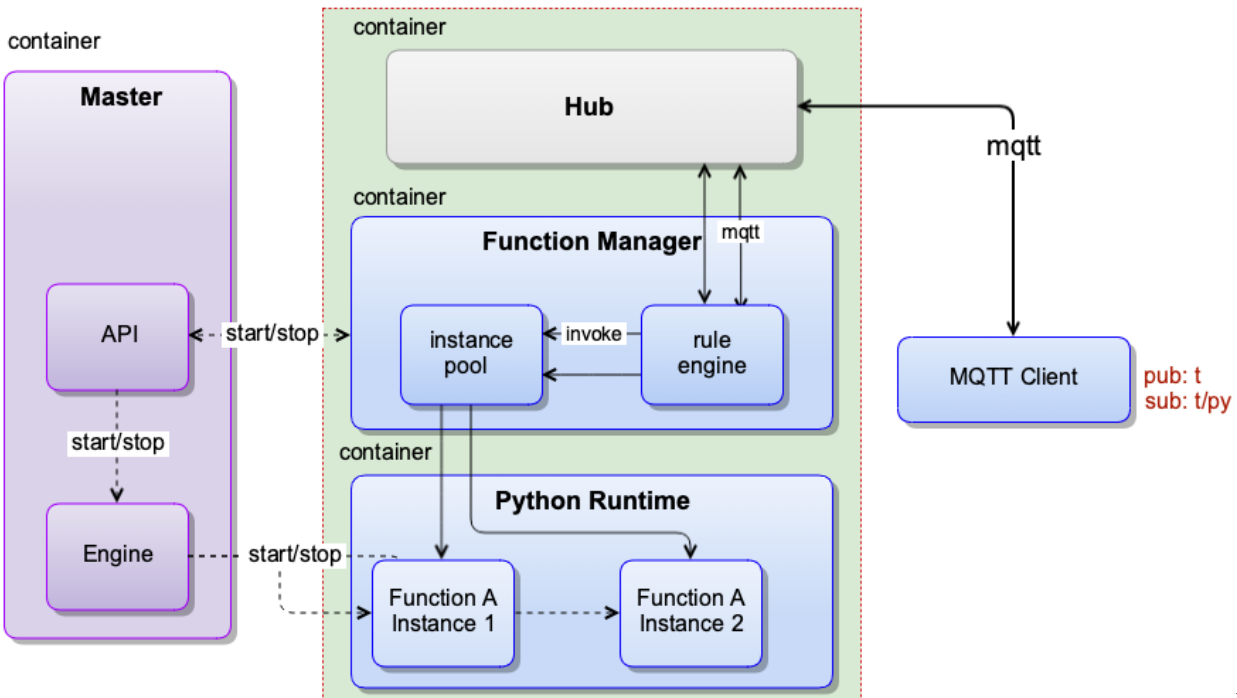 container
container
Master
Hub
mqtt
container
mqtt
Function Manager
API
start/stop
instance
pool
invoke
rule
engine
MQTT Client
pub: t
sub: t/py
start/stop
container
Python Runtime
Engine
start/stop
Function A
Instance 1
Function A
Instance 2